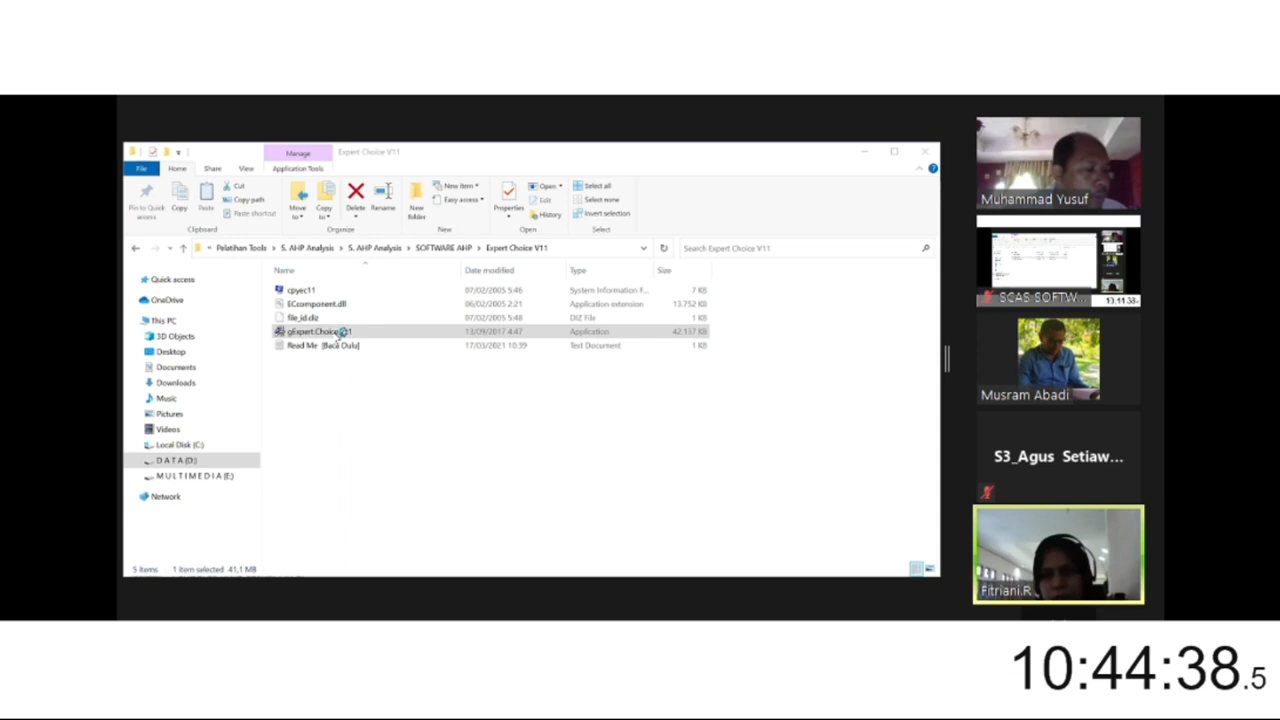 Manage
Expert Choice V11
File
Home
Share
View
Application Tools
Pin to Quick access
Copy
Paste
Cut
Copy path
Paste shortcut
Move to
Copy to
Delete
Rename
New folder
New item
Easy access
Properties
Open
Edit
History
Select all
Select none
Invert selection
Clipboard
Organize
New
Open
Select
Pelatihan Tools > 5. AHP Analysis > 5. AHP Analysis > SOFTWARE AHP > Expert Choice V11
Search Expert Choice V11
Name
Date modified
Type
Size
cpyec11 07/02/2005 5:46 System Information F... 7 KB
ECcomponent.dll 06/02/2005 2:21 Application extension 13.752 KB
file_id.diz 07/02/2005 5:48 DIZ File 1 KB
13/09/2017 4:47 Application 42.137 KB
Read Me [Baca Dulu] 17/03/2021 10:39 Text Document 1 KB
Quick access
OneDrive
This PC
3D Objects
Desktop
Documents
Downloads
Music
Pictures
Videos
Local Disk (C:)
D A T A (D:)
M U L T I M E D I A (E:)
Network
5 items 1 item selected 41,1 MB
Muhammad Yusuf
SCAS SOFTW...
10:44:38.
Musram Abadi
S3_Agus Setiaw...
Fitriani.R
10:44:38.5